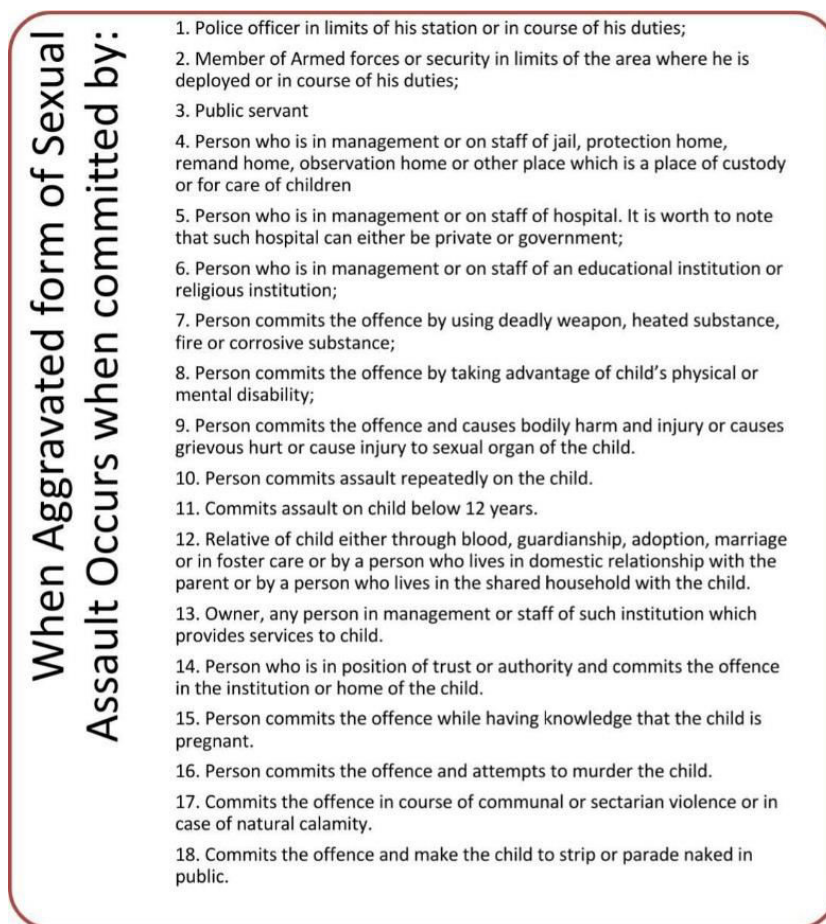 When Aggravated form of Sexual
Assault Occurs when committed by:
1. Police officer in limits of his station or in course of his duties;
2. Member of Armed forces or security in limits of the area where he is
deployed or in course of his duties;
3. Public servant
4. Person who is in management or on staff of jail, protection home,
remand home, observation home or other place which is a place of custody
or for care of children
5. Person who is in management or on staff of hospital. It is worth to note
that such hospital can either be private or government;
6. Person who is in management or on staff of an educational institution or
religious institution;
7. Person commits the offence by using deadly weapon, heated substance,
fire or corrosive substance;
8. Person commits the offence by taking advantage of child's physical or
mental disability;
9. Person commits the offence and causes bodily harm and injury or causes
grievous hurt or cause injury to sexual organ of the child.
10. Person commits assault repeatedly on the child.
11. Commits assault on child below 12 years.
12. Relative of child either through blood, guardianship, adoption, marriage
or in foster care or by a person who lives in domestic relationship with the
parent or by a person who lives in the shared household with the child.
13. Owner, any person in management or staff of such institution which
provides services to child.
14. Person who is in position of trust or authority and commits the offence
in the institution or home of the child.
15. Person commits the offence while having knowledge that the child is
pregnant.
16. Person commits the offence and attempts to murder the child.
17. Commits the offence in course of communal or sectarian violence or in
case of natural calamity.
18. Commits the offence and make the child to strip or parade naked in
public.